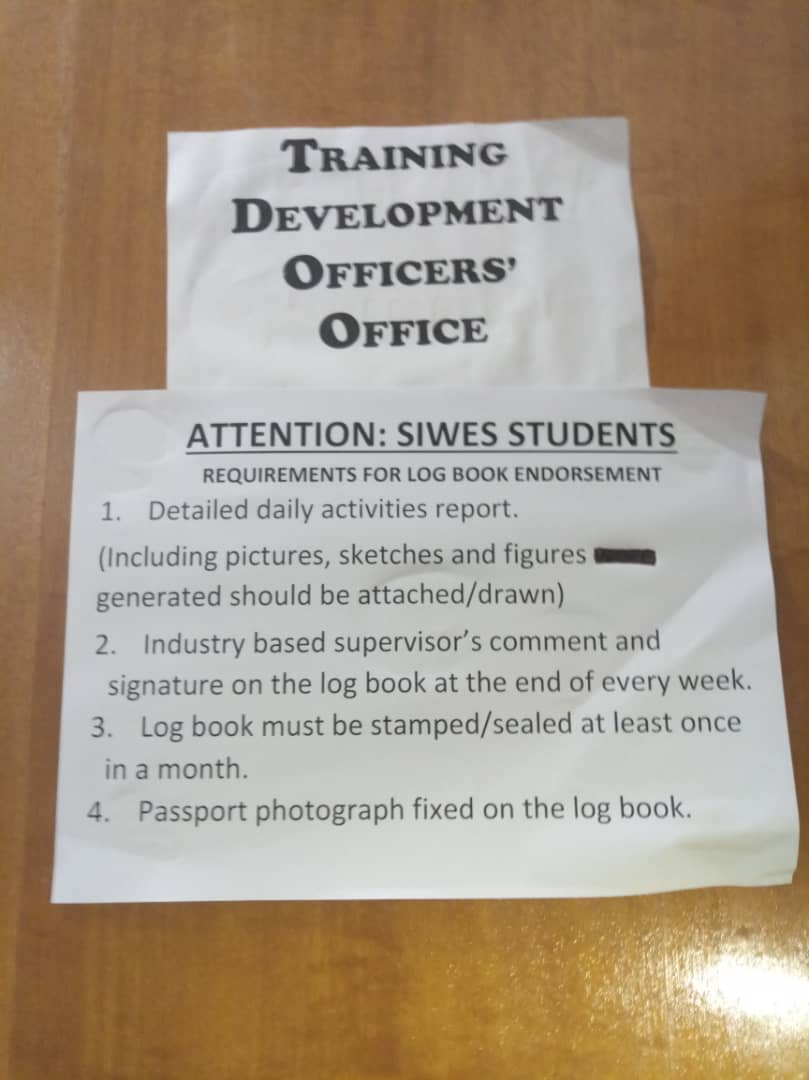 TRAINING
DEVELOPMENT
OFFICERS'
OFFICE
ATTENTION: SIWES STUDENTS
REQUIREMENTS FOR LOG BOOK ENDORSEMENT
1. Detailed daily activities report.
(Including pictures, sketches and figures
generated should be attached/drawn)
2. Industry based supervisor's comment and
signature on the log book at the end of every week.
3. Log book must be stamped/sealed at least once
in a month.
4. Passport photograph fixed on the log book.